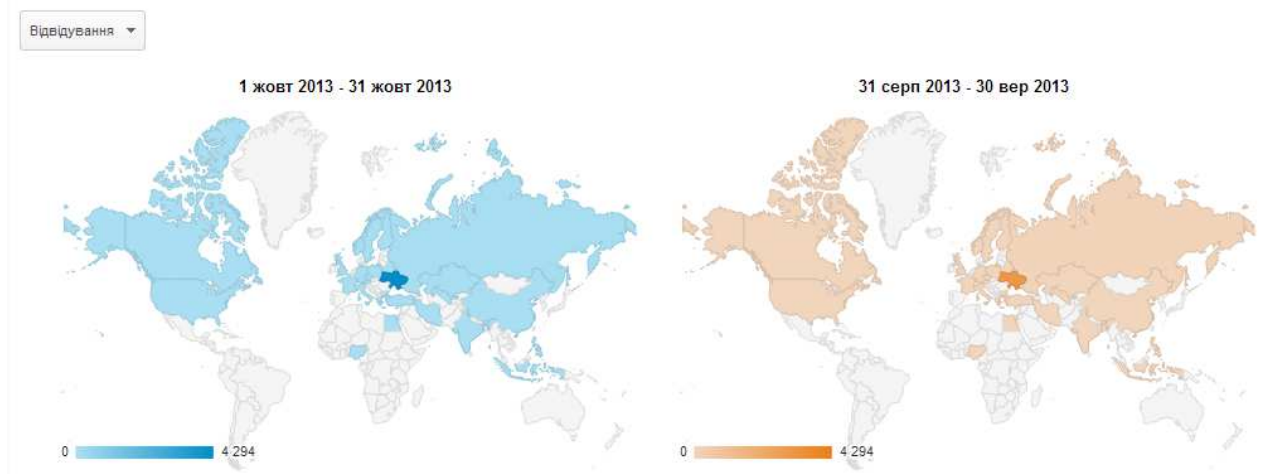 Відвідування
1 жовт 2013 - 31 жовт 2013
31 серп 2013 - 30 вер 2013
0 4 294
0 4 294